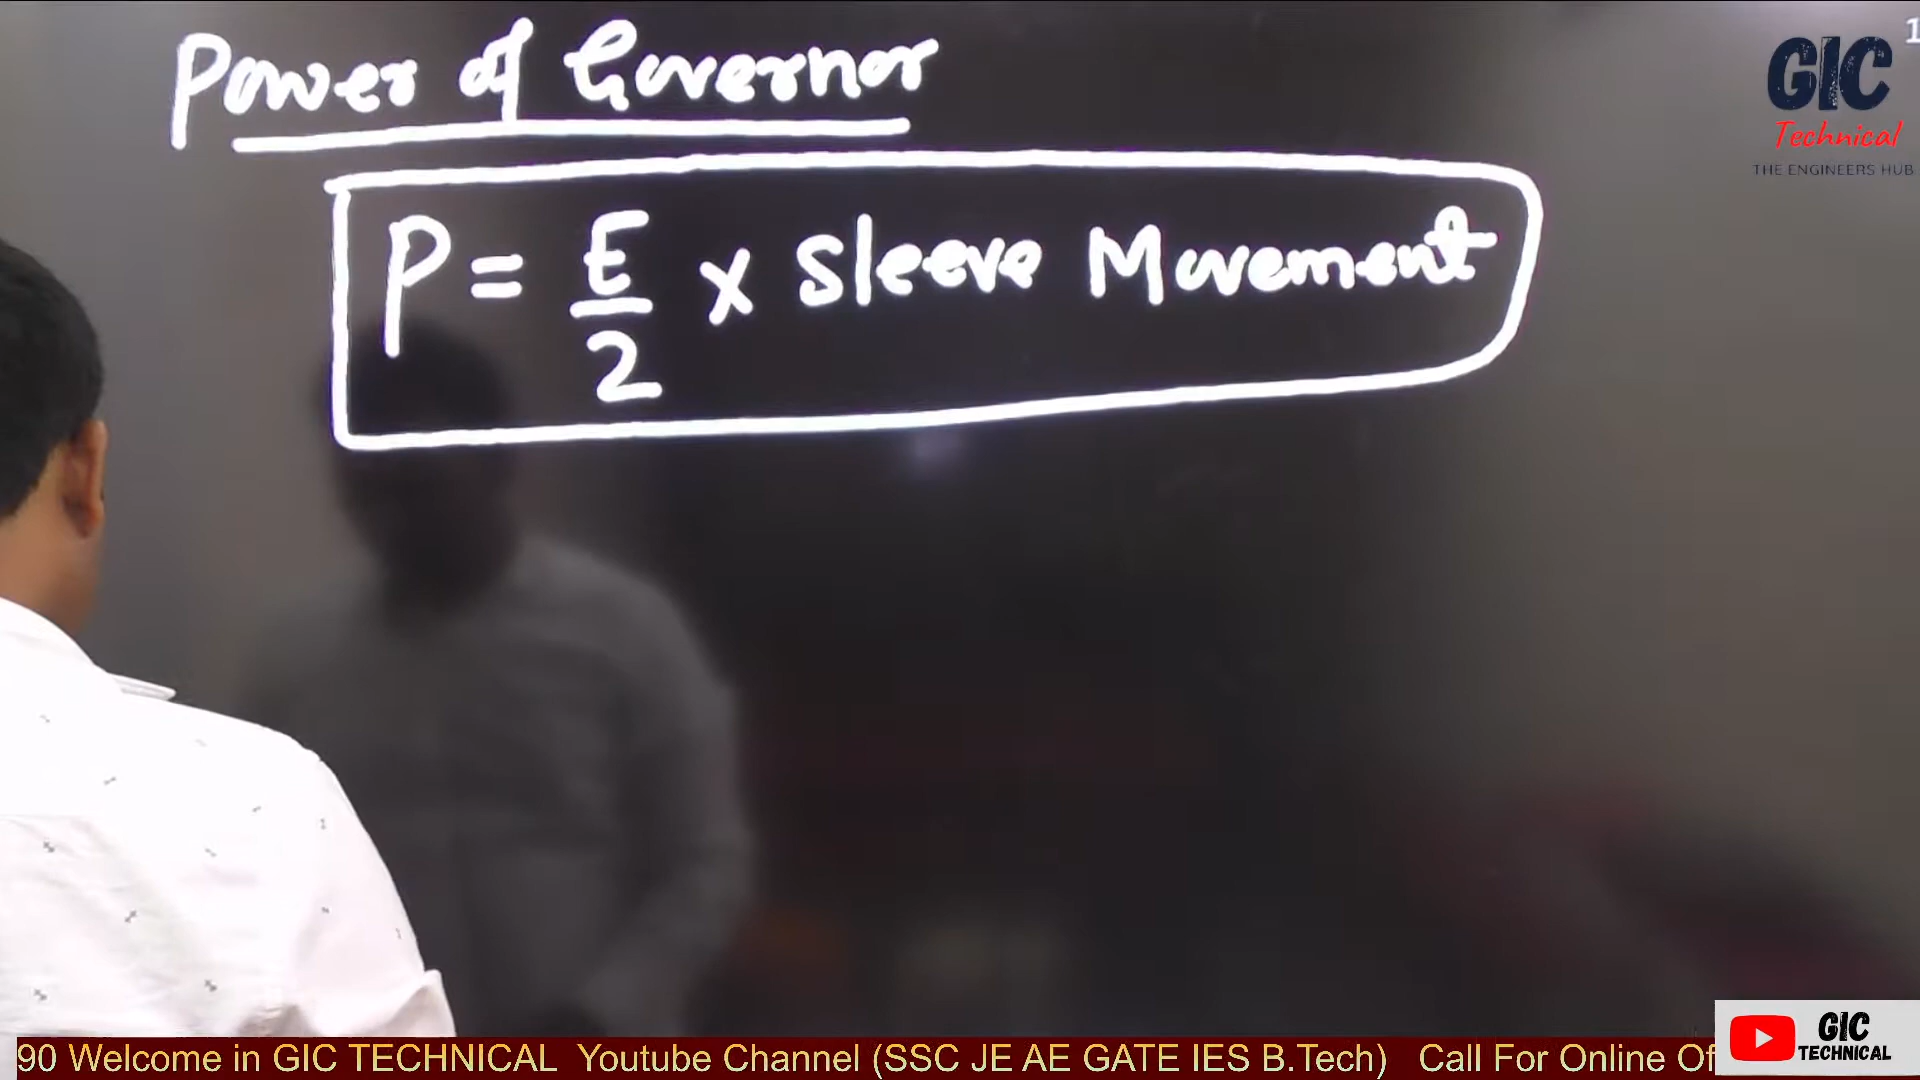 Power of Governor
P = E/2 x Sleeve Movement
1
GIC
Technical
THE ENGINEERS HUB
90 Welcome in GIC TECHNICAL Youtube Channel (SSC JE AE GATE IES B.Tech) Call For Online Of
GIC
TECHNICAL